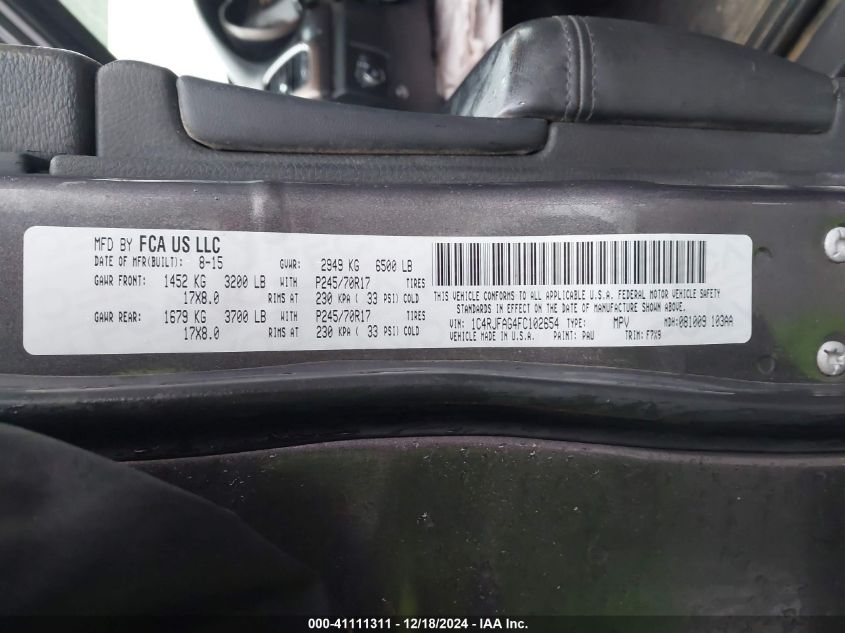 MFD BY FCA US LLC
DATE OF MFR(BUILT): 8-15 GVWR: 2949 KG 6500 LB
GAWR FRONT: 1452 KG 3200 LB WITH P245/70R17 TIRES
17X8.0 RIMS AT 230 KPA ( 33 PSI) COLD
GAWR REAR: 1679 KG 3700 LB WITH P245/70R17 TIRES
17X8.0 RIMS AT 230 KPA ( 33 PSI) COLD
THIS VEHICLE CONFORMS TO ALL APPLICABLE U.S.A. FEDERAL MOTOR VEHICLE SAFETY
STANDARDS IN EFFECT ON THE DATE OF MANUFACTURE SHOWN ABOVE.
VIN: 1C4RJFAG4FC102654 TYPE: MPV MDH: 081009 103AA
VEHICLE MADE IN U.S.A. PAINT: PAU TRIM: F7X9
000-41111311 - 12/18/2024 - IAA Inc.